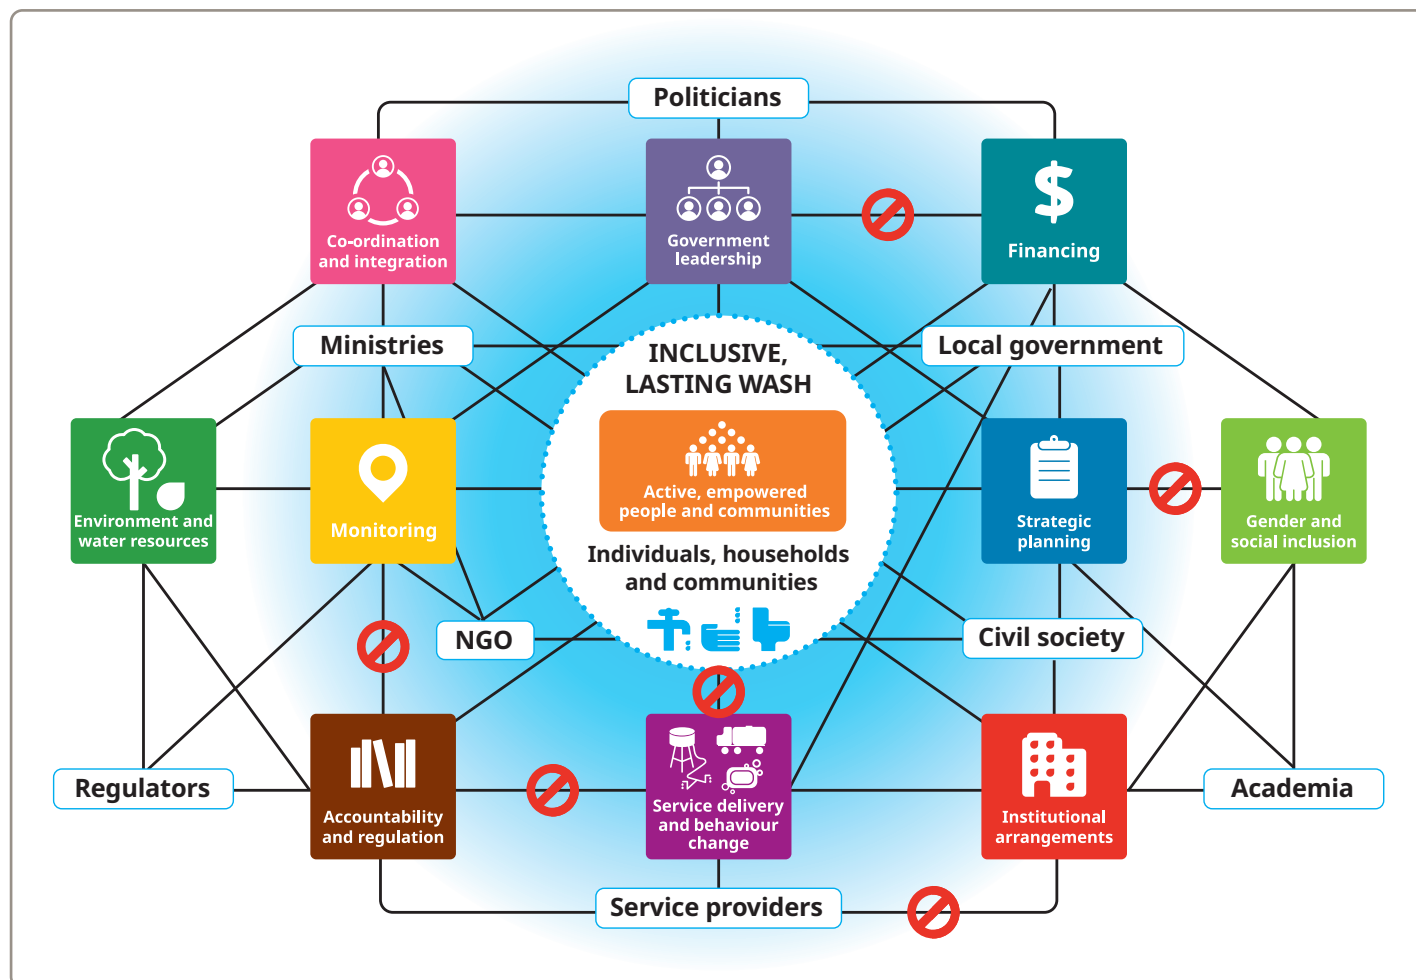 Politicians
Co-ordination
and integration
Government
leadership
$
Financing
Ministries
Local government
INCLUSIVE,
LASTING WASH
Active, empowered
people and communities
Individuals, households
and communities
Environment and
water resources
Monitoring
Strategic
planning
Gender and
social inclusion
NGO
Civil society
Regulators
Accountability
and regulation
Service delivery
and behaviour
change
Institutional
arrangements
Academia
Service providers